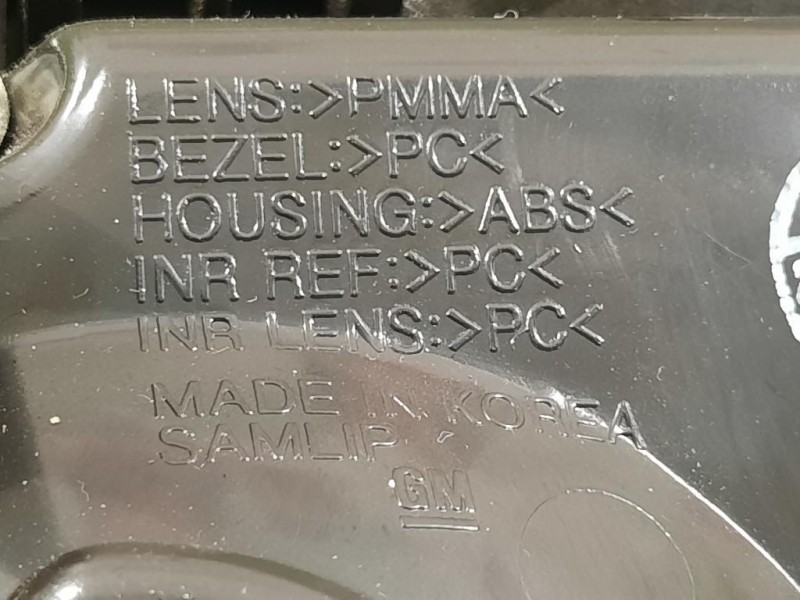 LENS:>PMMA<
BEZEL:>PC<
HOUSING:>ABS<
INR REF:>PC<
INR LENS:>PC<
MADE IN KOREA
SAMLIP
GM